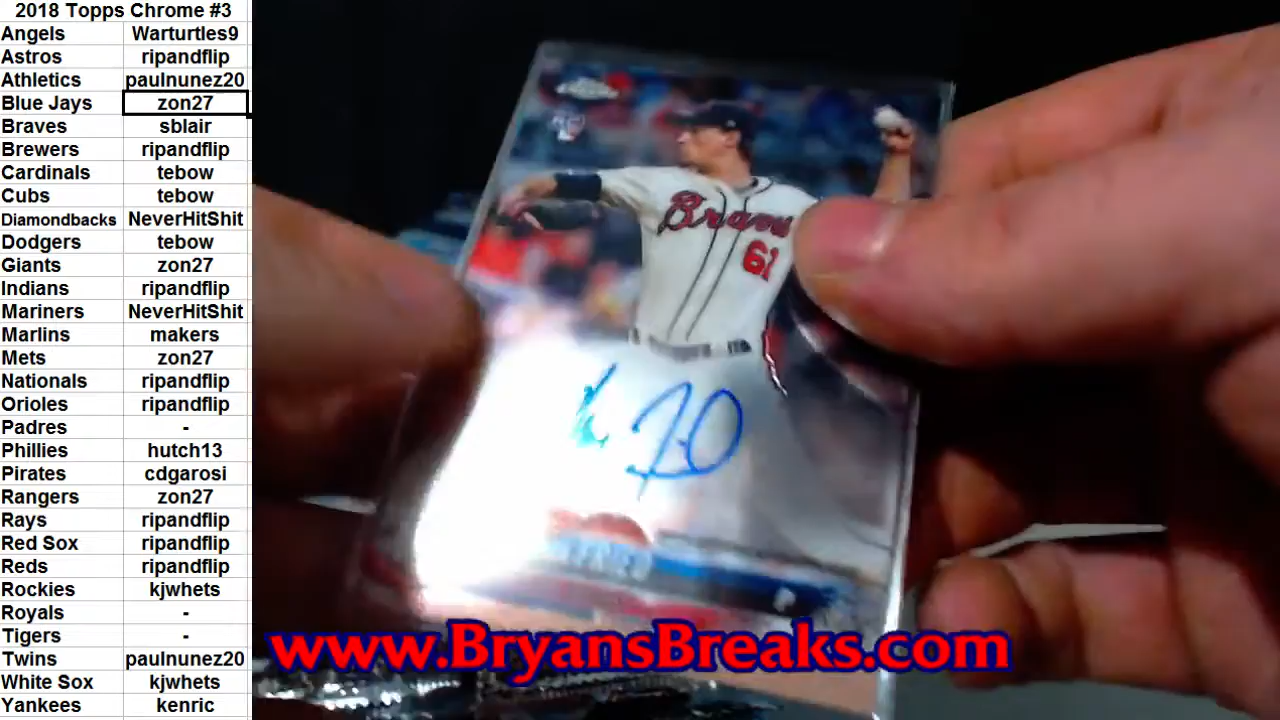 2018 Topps Chrome #3
Angels Warturtles9
Astros ripandflip
Athletics paulnunez20
Blue Jays zon27
Braves sblair
Brewers ripandflip
Cardinals tebow
Cubs tebow
Diamondbacks NeverHitShit
Dodgers tebow
Giants zon27
Indians ripandflip
Mariners NeverHitShit
Marlins makers
Mets zon27
Nationals ripandflip
Orioles ripandflip
Padres -
Phillies hutch13
Pirates cdgarosi
Rangers zon27
Rays ripandflip
Red Sox ripandflip
Reds ripandflip
Rockies kjwhets
Royals -
Tigers -
Twins paulnunez20
White Sox kjwhets
Yankees kenric
Chrome
RC
Braves
61
P
www.BryansBreaks.com